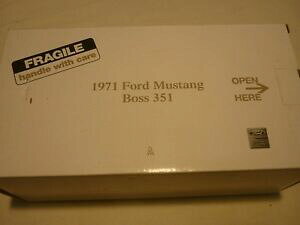 FRAGILE
handle with care
1971 Ford Mustang
Boss 351
OPEN
HERE